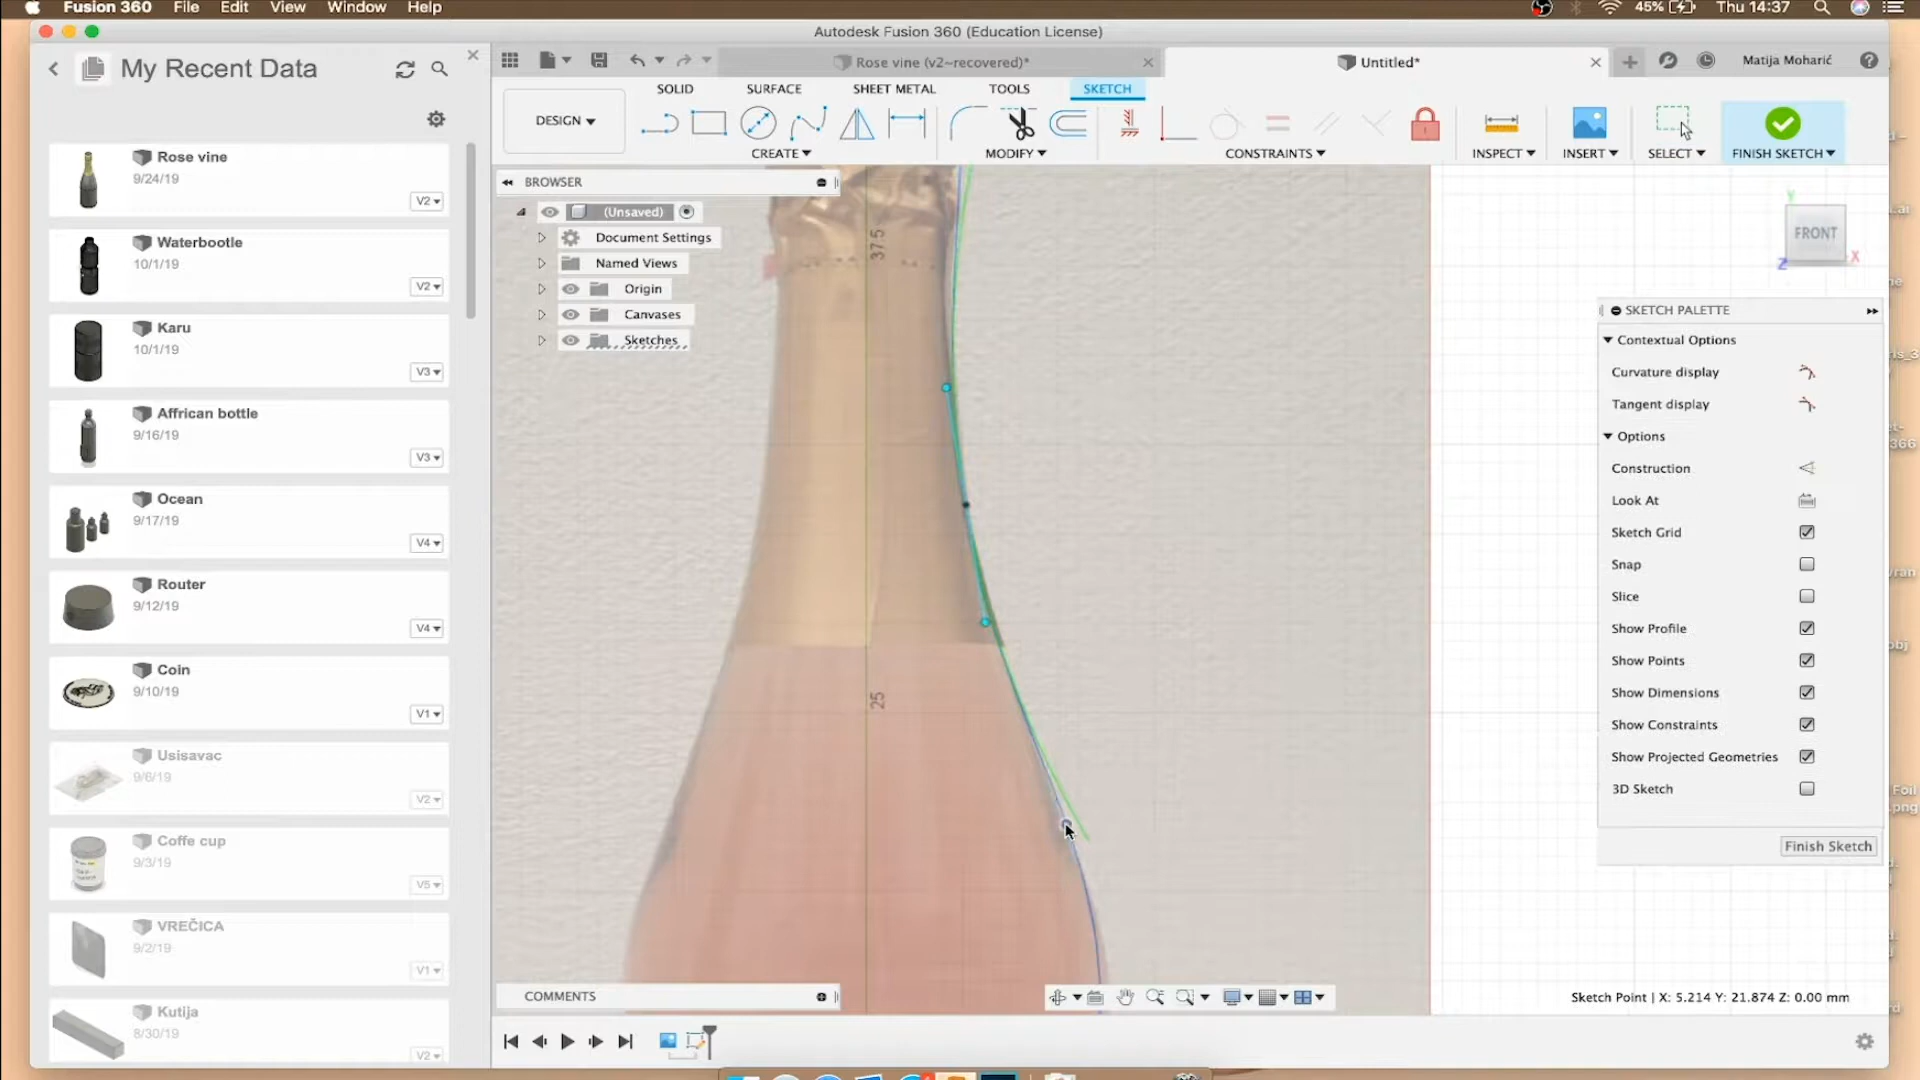 Fusion 360 File Edit View Window Help 45% Thu 14:37
Autodesk Fusion 360 (Education License)
My Recent Data
Rose vine (v2~recovered)*
Untitled*
Matija Moharić
SOLID SURFACE SHEET METAL TOOLS SKETCH
DESIGN
CREATE MODIFY CONSTRAINTS INSPECT INSERT SELECT FINISH SKETCH
Rose vine
9/24/19
V2
Waterbootle
10/1/19
V2
Karu
10/1/19
V3
Affrican bottle
9/16/19
V3
Ocean
9/17/19
V4
Router
9/12/19
V4
Coin
9/10/19
V1
Usisavac
9/6/19
V2
Coffe cup
9/3/19
V5
VREČICA
9/2/19
V1
Kutija
8/30/19
V2
BROWSER
(Unsaved)
Document Settings
Named Views
Origin
Canvases
Sketches
37.5
25
FRONT
Y
X
Z
SKETCH PALETTE
Contextual Options
Curvature display
Tangent display
Options
Construction
Look At
Sketch Grid
Snap
Slice
Show Profile
Show Points
Show Dimensions
Show Constraints
Show Projected Geometries
3D Sketch
Finish Sketch
COMMENTS
Sketch Point | X: 5.214 Y: 21.874 Z: 0.00 mm
Foil
png